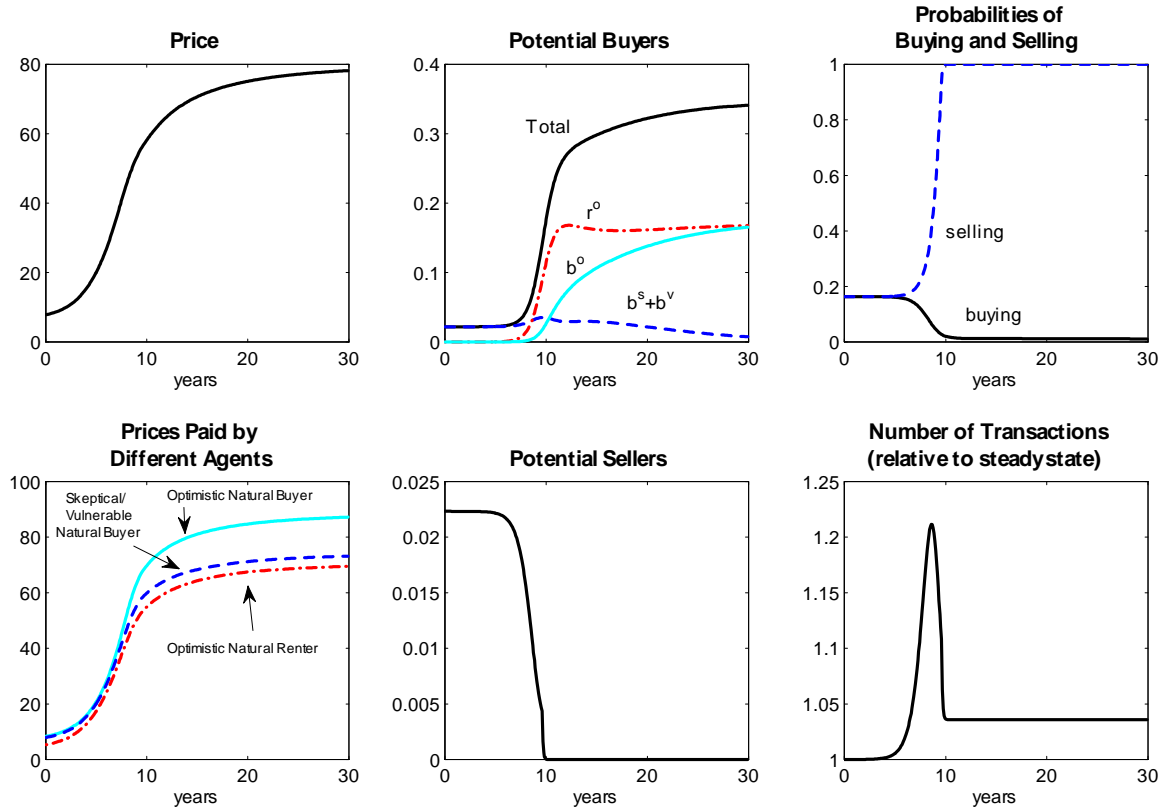 Price
80
60
40
20
0
0 10 20 30
years
Potential Buyers
0.4
0.3
0.2
0.1
0
Total
r^o
b^o
b^s+b^v
0 10 20 30
years
Probabilities of
Buying and Selling
1
0.8
0.6
0.4
0.2
0
selling
buying
0 10 20 30
years
Prices Paid by
Different Agents
100
80
60
40
20
0
Skeptical/
Vulnerable
Natural Buyer
Optimistic Natural Buyer
Optimistic Natural Renter
0 10 20 30
years
Potential Sellers
0.025
0.02
0.015
0.01
0.005
0
0 10 20 30
years
Number of Transactions
(relative to steady state)
1.25
1.2
1.15
1.1
1.05
1
0 10 20 30
years